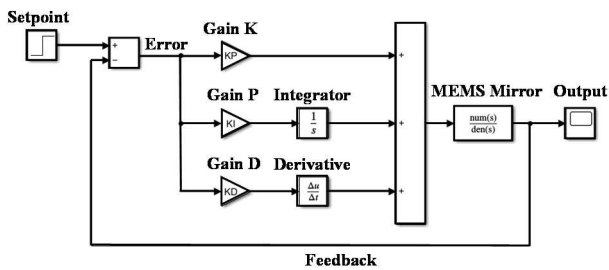 Setpoint
Error
Gain K
KP
+
−
Gain P
Integrator
KI
1
s
Gain D
Derivative
KD
Δu
Δt
+
+
+
MEMS Mirror
num(s)
den(s)
Output
Feedback